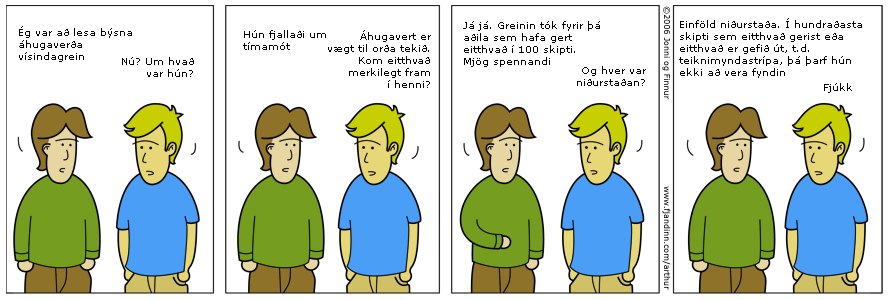 Ég var að lesa býsna
áhugaverða
vísindagrein
Nú? Um hvað
var hún?
Hún fjallaði um
tímamót
Áhugavert er
vægt til orða tekið.
Kom eitthvað
merkilegt fram
í henni?
Já já. Greinin tók fyrir þá
aðila sem hafa gert
eitthvað í 100 skipti.
Mjög spennandi
Og hver var
niðurstaðan?
©2006 Jonni og Finnur
www.fjandinn.com/arthur
Einföld niðurstaða. Í hundraðasta
skipti sem eitthvað gerist eða
eitthvað er gefið út, t.d.
teiknimyndastrípa, þá þarf hún
ekki að vera fyndin
Fjúkk